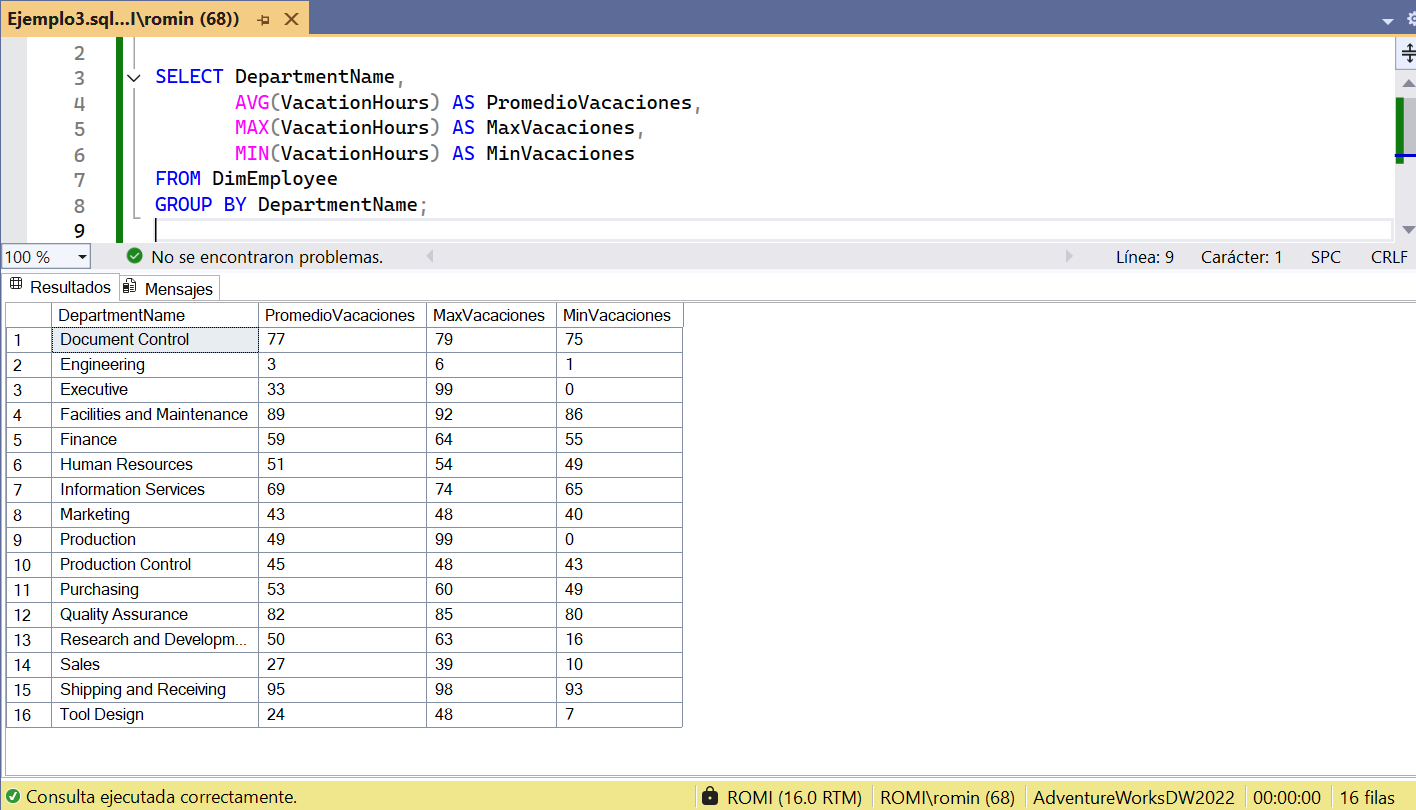 Ejemplo3.sql...I\romin (68))
2
3 SELECT DepartmentName,
4 AVG(VacationHours) AS PromedioVacaciones,
5 MAX(VacationHours) AS MaxVacaciones,
6 MIN(VacationHours) AS MinVacaciones
7 FROM DimEmployee
8 GROUP BY DepartmentName;
9
100 % No se encontraron problemas. Línea: 9 Carácter: 1 SPC CRLF
Resultados Mensajes
DepartmentName PromedioVacaciones MaxVacaciones MinVacaciones
1 Document Control 77 79 75
2 Engineering 3 6 1
3 Executive 33 99 0
4 Facilities and Maintenance 89 92 86
5 Finance 59 64 55
6 Human Resources 51 54 49
7 Information Services 69 74 65
8 Marketing 43 48 40
9 Production 49 99 0
10 Production Control 45 48 43
11 Purchasing 53 60 49
12 Quality Assurance 82 85 80
13 Research and Developm... 50 63 16
14 Sales 27 39 10
15 Shipping and Receiving 95 98 93
16 Tool Design 24 48 7
Consulta ejecutada correctamente. ROMI (16.0 RTM) ROMI\romin (68) AdventureWorksDW2022 00:00:00 16 filas